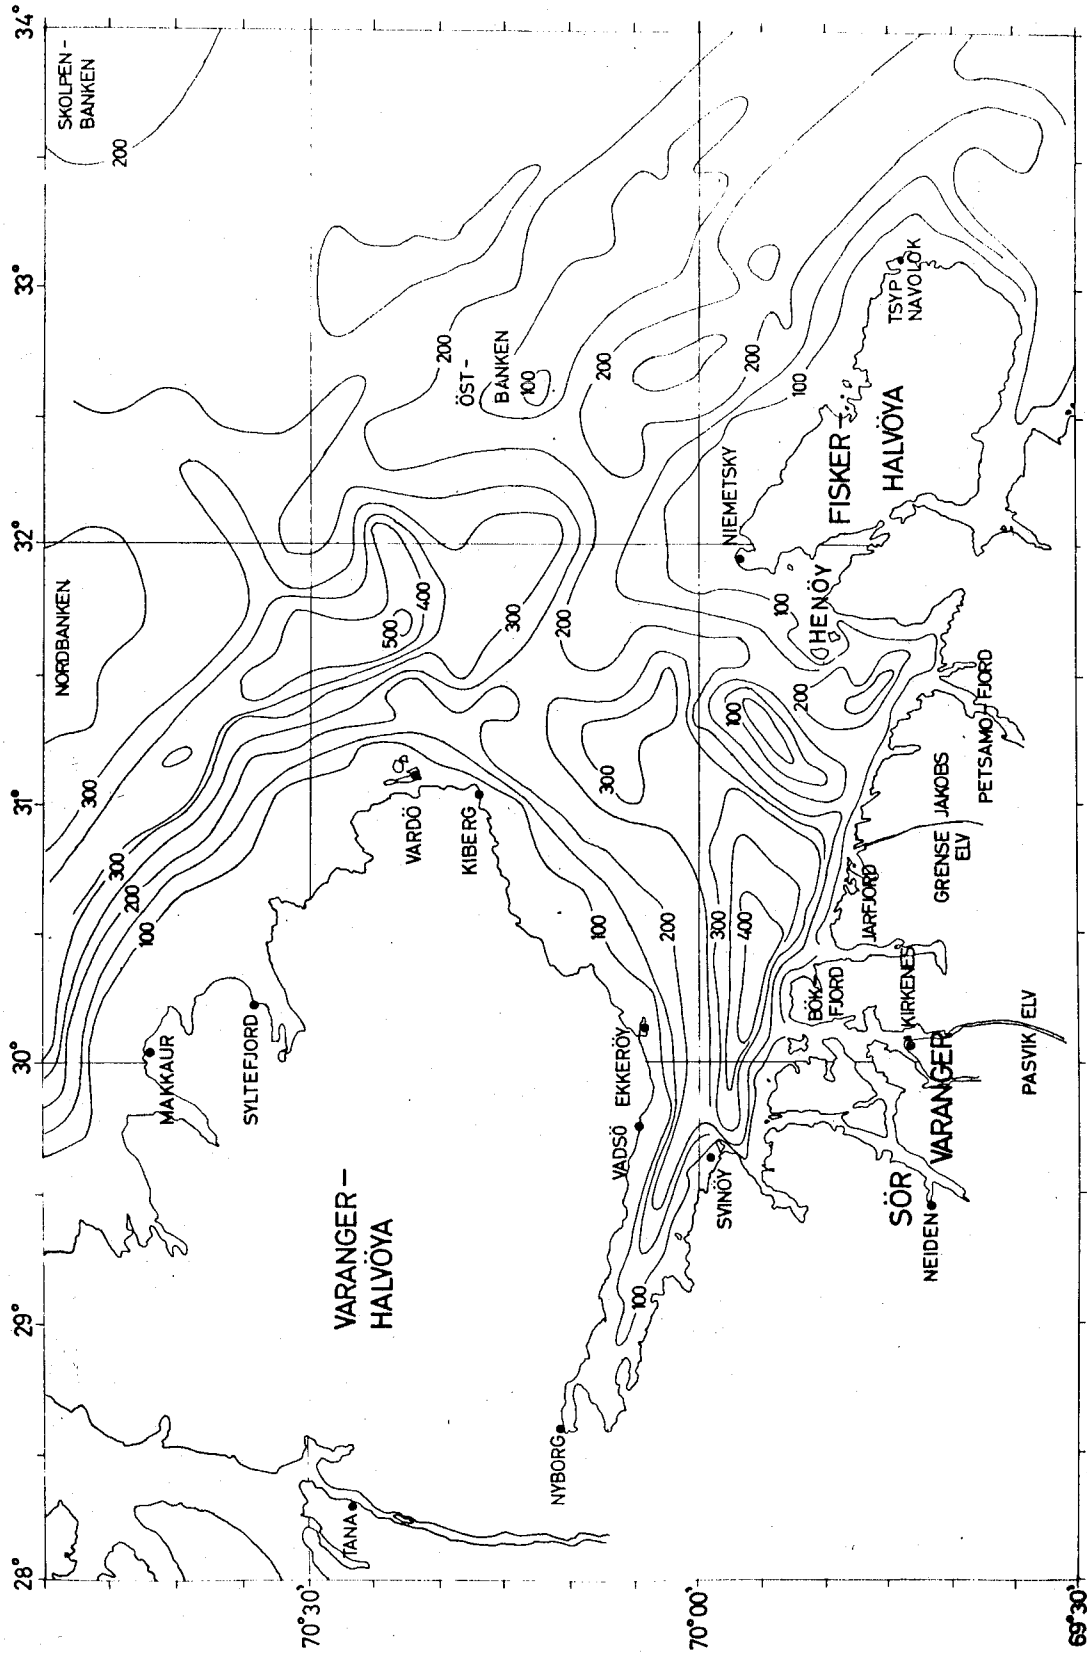 28°
29°
30°
31°
32°
33°
34°
70°30'
70°00'
69°30'
SKOLPEN-
BANKEN
200
NORDBANKEN
300
300
200
100
MAKKAUR
SYLTEFJORD
VARANGER-
HALVÖYA
TANA
VARDÖ
KIBERG
500
400
300
200
ÖST-
BANKEN
100
200
200
200
100
300
100
200
VADSÖ
EKKERÖY
NYBORG
100
SVINÖY
300
400
100
200
NIEMETSKY
100
HENÖY
FISKER-
HALVÖYA
TSYP
NAVOLOK
BÖK-
FJORD
JARFJORD
KIRKENES
SÖR
VARANGER
NEIDEN
GRENSE JAKOBS
ELV
PETSAMO FJORD
PASVIK ELV